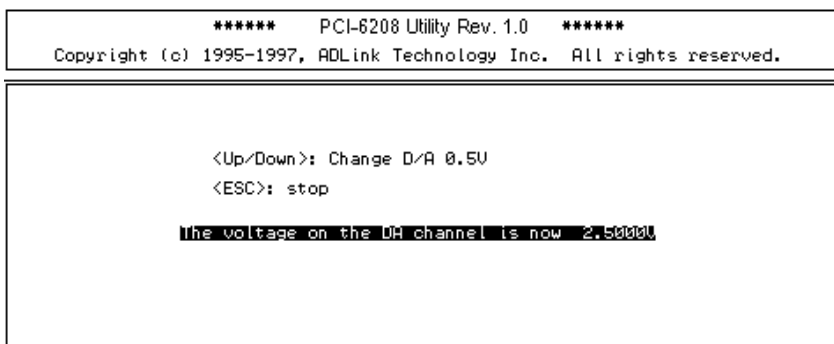 ****** PCI-6208 Utility Rev. 1.0 ******
Copyright (c) 1995-1997, ADLink Technology Inc. All rights reserved.
<Up/Down>: Change D/A 0.5V
<ESC>: stop
The voltage on the DA channel is now 2.5000V